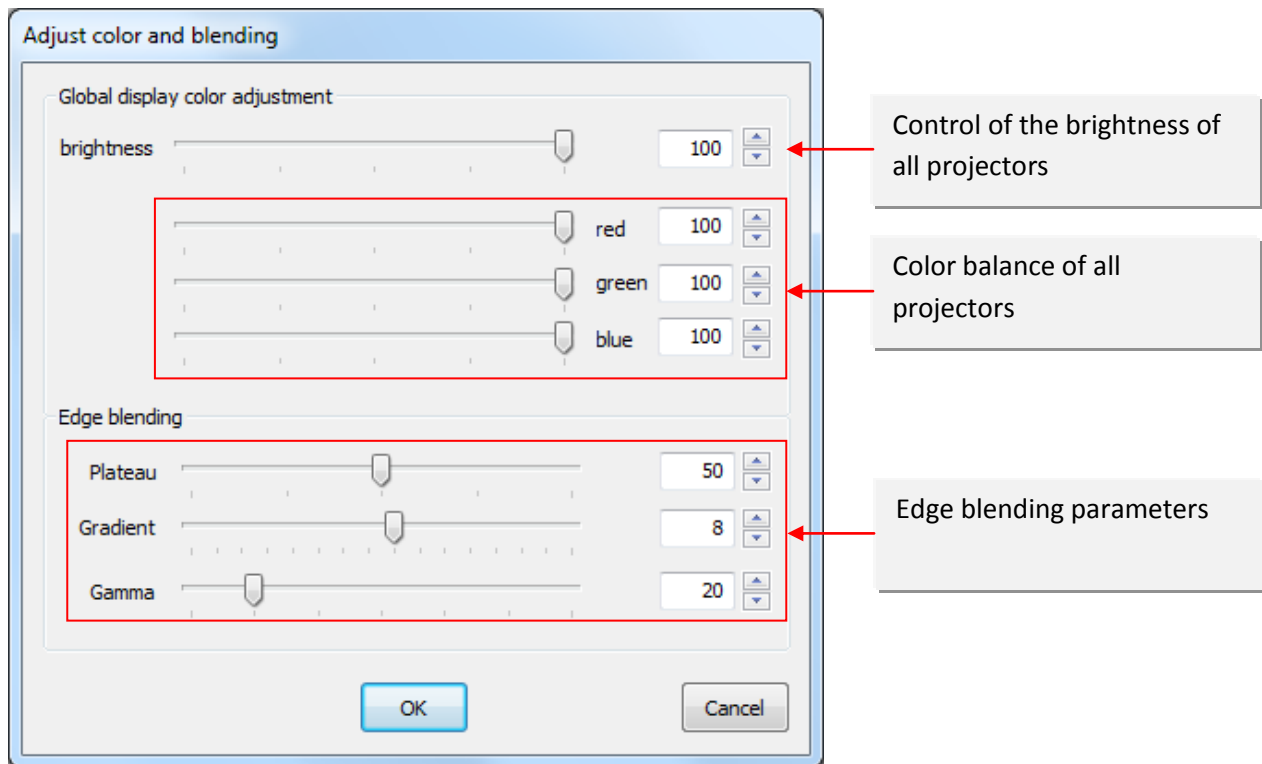 Adjust color and blending
Global display color adjustment
brightness 100
Control of the brightness of
all projectors
red 100
green 100
blue 100
Color balance of all
projectors
Edge blending
Plateau 50
Gradient 8
Gamma 20
Edge blending parameters
OK Cancel